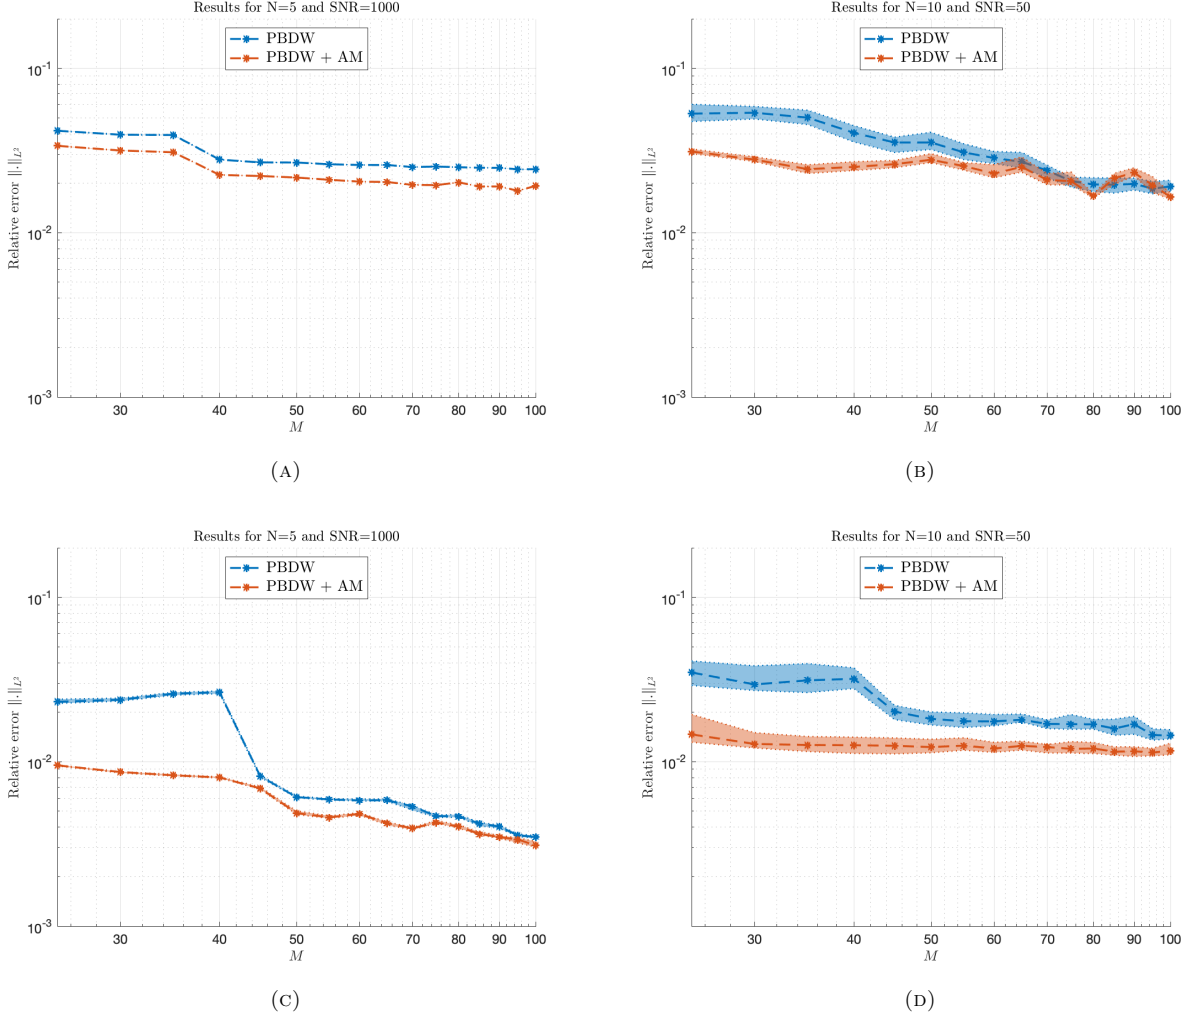 Results for N=5 and SNR=1000
PBDW
PBDW + AM
10^-1
10^-2
10^-3
Relative error ‖.‖_{L^2}
30 40 50 60 70 80 90 100
M
(A)
Results for N=10 and SNR=50
PBDW
PBDW + AM
10^-1
10^-2
10^-3
Relative error ‖.‖_{L^2}
30 40 50 60 70 80 90 100
M
(B)
Results for N=5 and SNR=1000
PBDW
PBDW + AM
10^-1
10^-2
10^-3
Relative error ‖.‖_{L^2}
30 40 50 60 70 80 90 100
M
(C)
Results for N=10 and SNR=50
PBDW
PBDW + AM
10^-1
10^-2
10^-3
Relative error ‖.‖_{L^2}
30 40 50 60 70 80 90 100
M
(D)